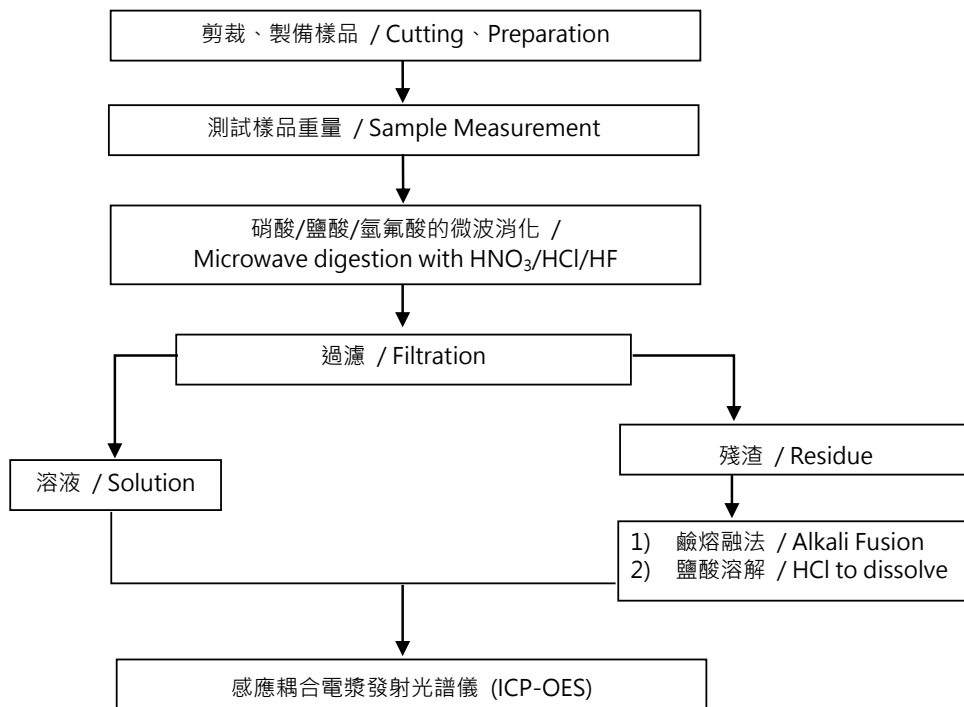 剪裁、製備樣品 / Cutting、Preparation
測試樣品重量 / Sample Measurement
硝酸/鹽酸/氫氟酸的微波消化 /
Microwave digestion with HNO₃/HCl/HF
過濾 / Filtration
溶液 / Solution
殘渣 / Residue
1) 鹼熔融法 / Alkali Fusion
2) 鹽酸溶解 / HCl to dissolve
感應耦合電漿發射光譜儀 (ICP-OES)